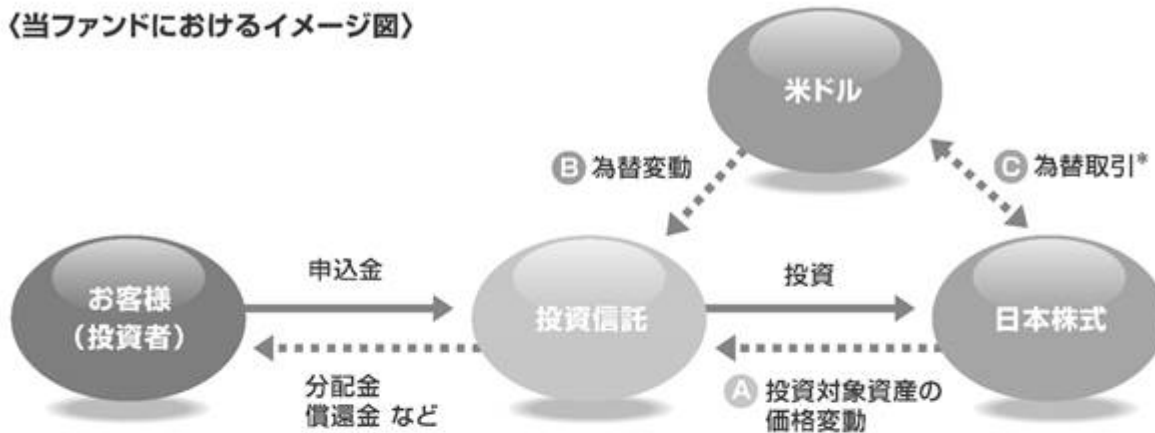 〈当ファンドにおけるイメージ図〉
米ドル
B 為替変動
C 為替取引*
お客様
（投資者）
申込金
投資信託
投資
日本株式
分配金
償還金 など
A 投資対象資産の
価格変動